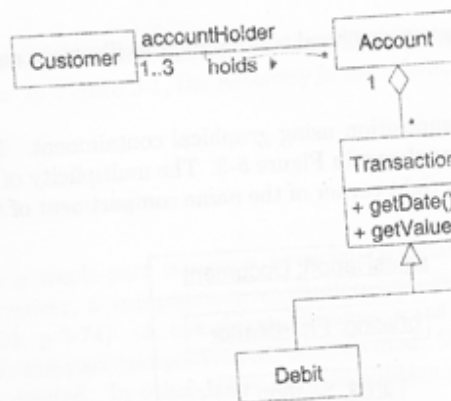 accountHolder
Customer
Account
1..3 holds *
1
*
Transaction
+ getDate()
+ getValue
Debit